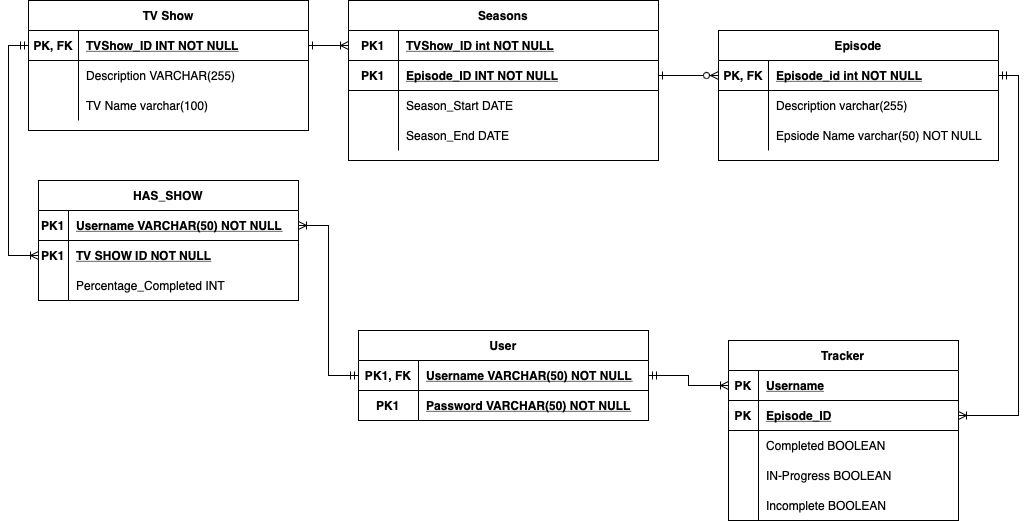 TV Show
PK, FK TVShow_ID INT NOT NULL
Description VARCHAR(255)
TV Name varchar(100)
Seasons
PK1 TVShow_ID int NOT NULL
PK1 Episode_ID INT NOT NULL
Season_Start DATE
Season_End DATE
Episode
PK, FK Episode_id int NOT NULL
Description varchar(255)
Epsiode Name varchar(50) NOT NULL
HAS_SHOW
PK1 Username VARCHAR(50) NOT NULL
PK1 TV SHOW ID NOT NULL
Percentage_Completed INT
User
PK1, FK Username VARCHAR(50) NOT NULL
PK1 Password VARCHAR(50) NOT NULL
Tracker
PK Username
PK Episode_ID
Completed BOOLEAN
IN-Progress BOOLEAN
Incomplete BOOLEAN